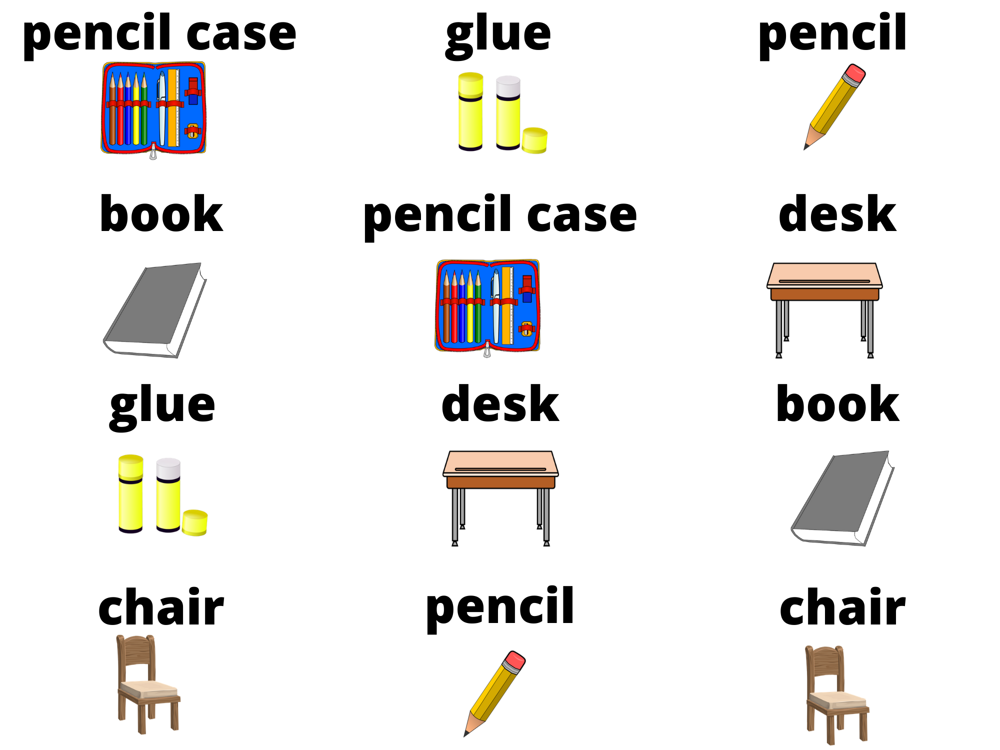 pencil case
glue
pencil
book
pencil case
desk
glue
desk
book
chair
pencil
chair